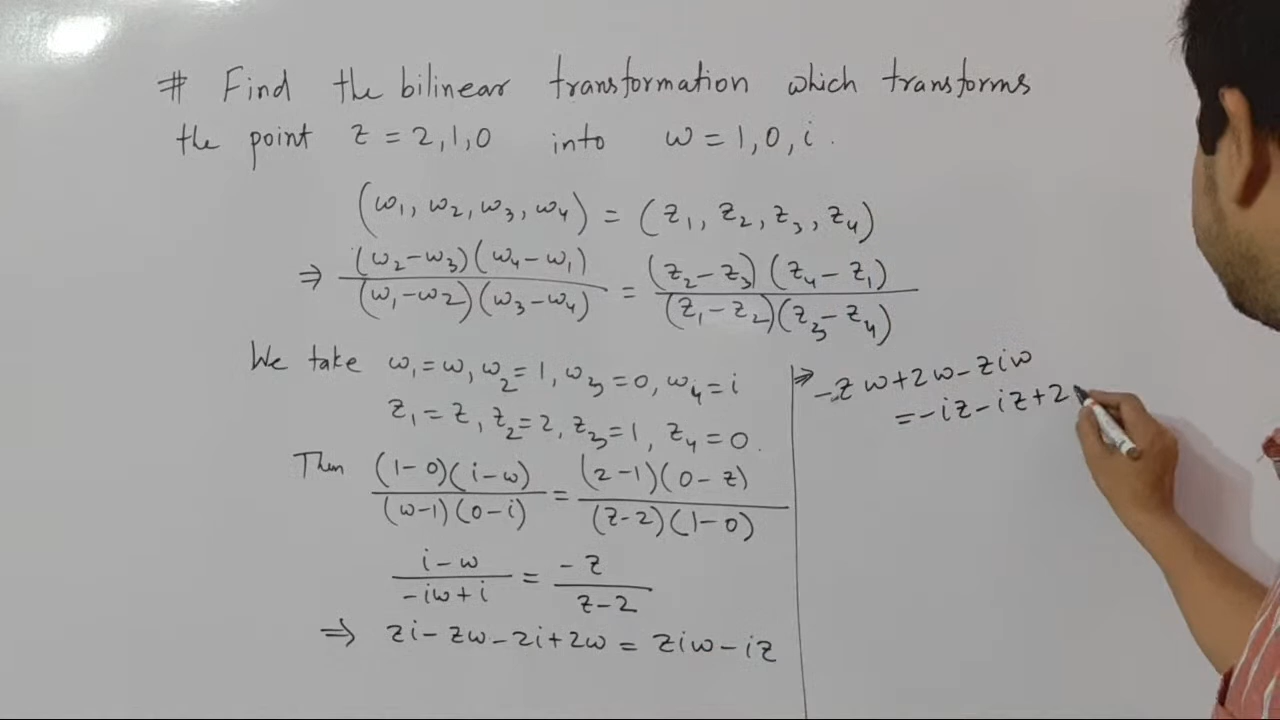 # Find the bilinear transformation which transforms
the point z = 2, 1, 0 into w = 1, 0, i.
(w₁, w₂, w₃, w₄) = (z₁, z₂, z₃, z₄)
⇒ (w₂-w₃)(w₄-w₁) / (w₁-w₂)(w₃-w₄) = (z₂-z₃)(z₄-z₁) / (z₁-z₂)(z₃-z₄)
We take w₁=w, w₂=1, w₃=0, w₄=i
z₁=z, z₂=2, z₃=1, z₄=0.
Then (1-0)(i-w) / (w-1)(0-i) = (2-1)(0-z) / (z-2)(1-0)
i-w / -iw+i = -z / z-2
⇒ zi-zw-2i+2w = ziw-iz
⇒ -zw+2w-ziw
=-iz-iz+2